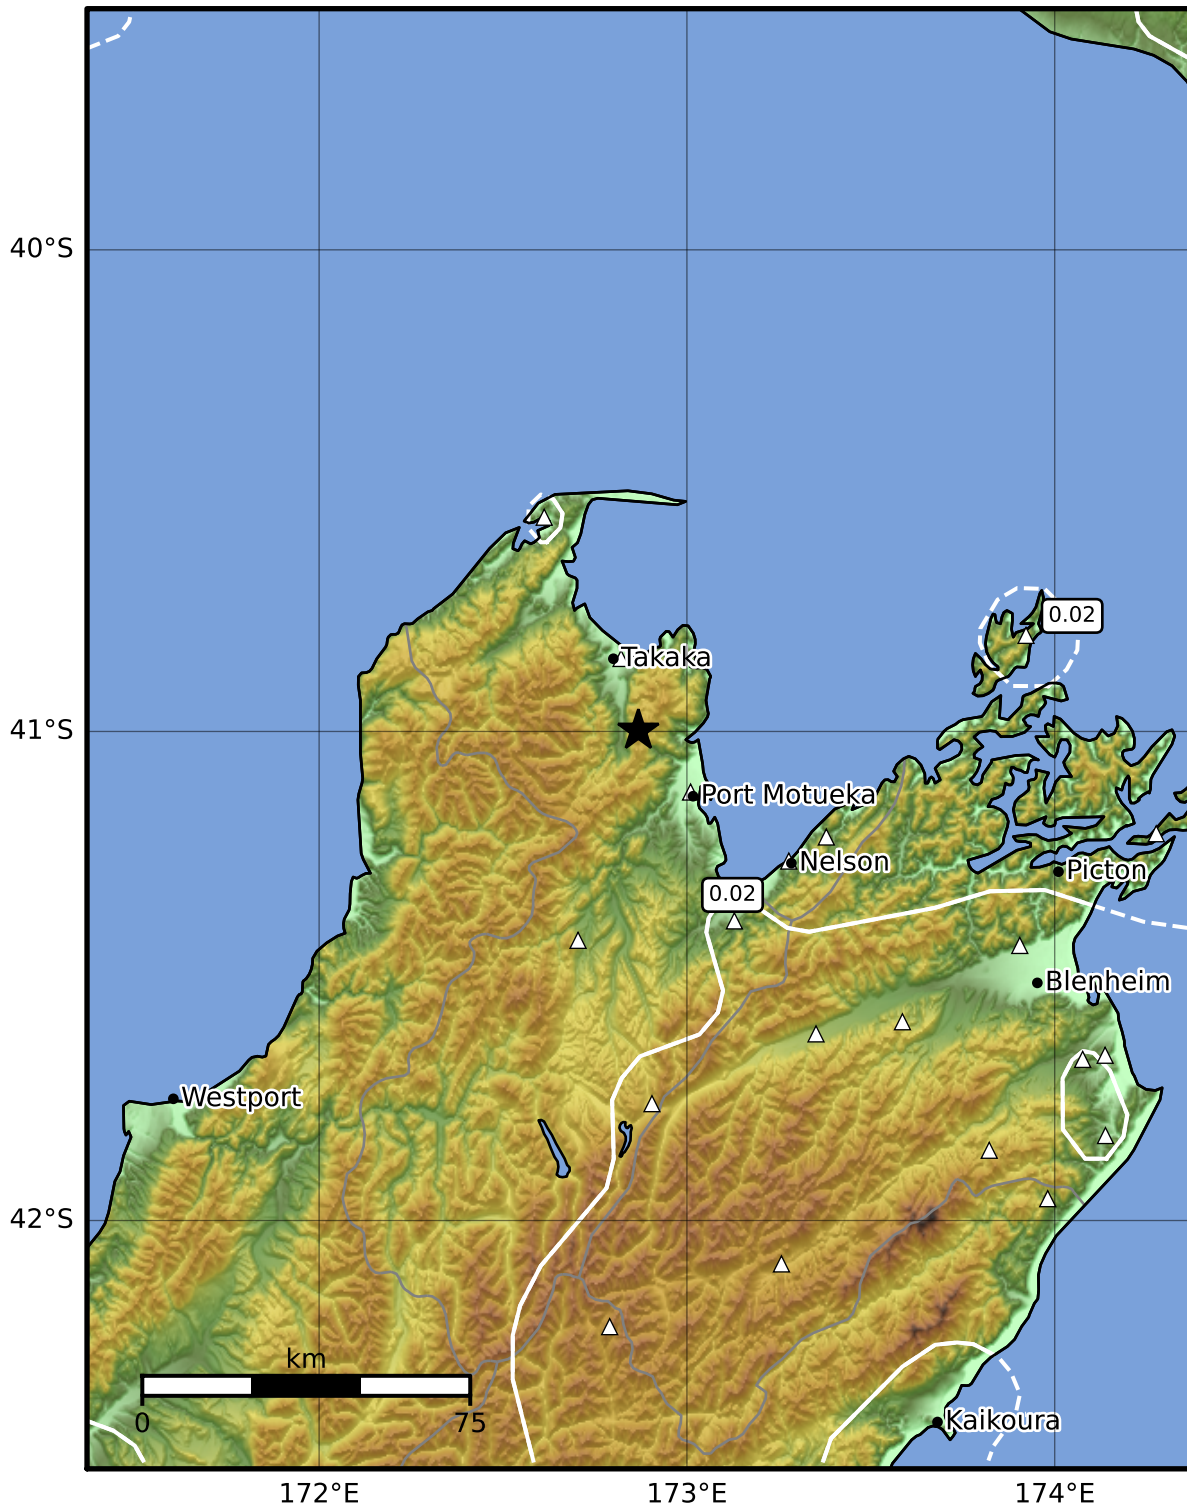 40°S
0.02
Takaka
41°S
Port Motueka
Nelson
Picton
0.02
Blenheim
Westport
42°S
km
0
75
Kaikoura
172°E
173°E
174°E